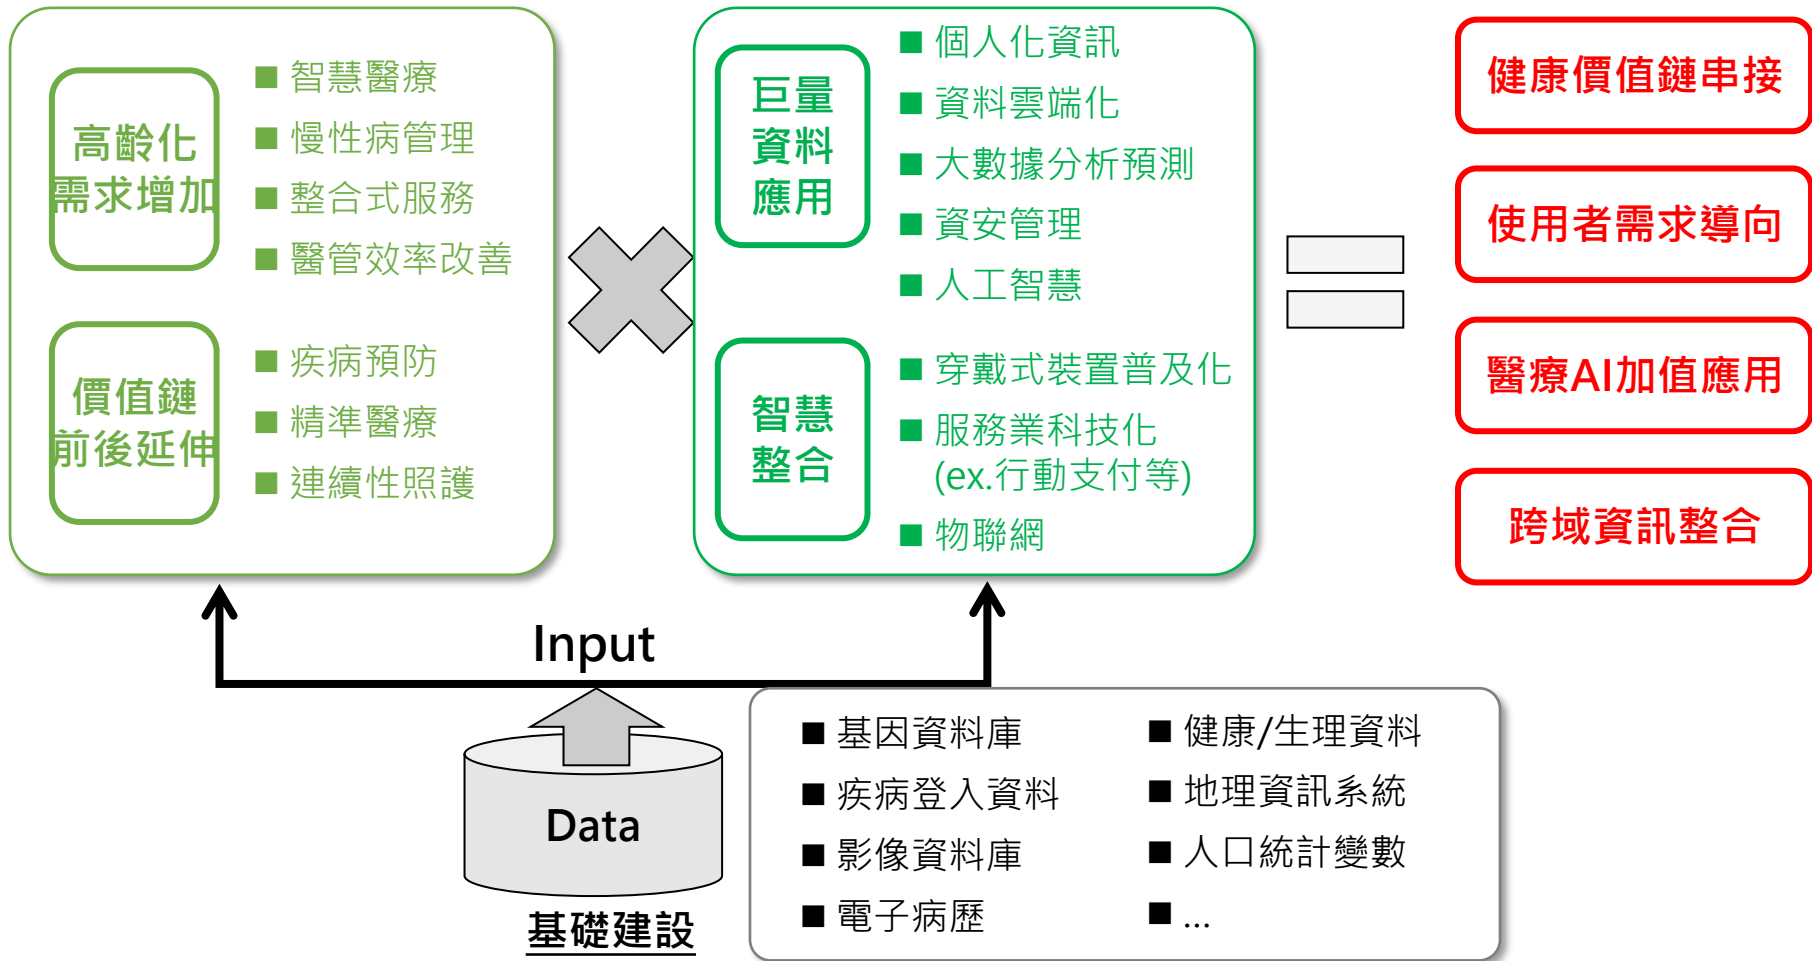 高齡化
需求增加
■ 智慧醫療
■ 慢性病管理
■ 整合式服務
■ 醫管效率改善
價值鏈
前後延伸
■ 疾病預防
■ 精準醫療
■ 連續性照護
巨量
資料
應用
■ 個人化資訊
■ 資料雲端化
■ 大數據分析預測
■ 資安管理
■ 人工智慧
智慧
整合
■ 穿戴式裝置普及化
■ 服務業科技化
(ex.行動支付等)
■ 物聯網
健康價值鏈串接
使用者需求導向
醫療AI加值應用
跨域資訊整合
Input
Data
基礎建設
■ 基因資料庫
■ 疾病登入資料
■ 影像資料庫
■ 電子病歷
■ 健康/生理資料
■ 地理資訊系統
■ 人口統計變數
■ ...